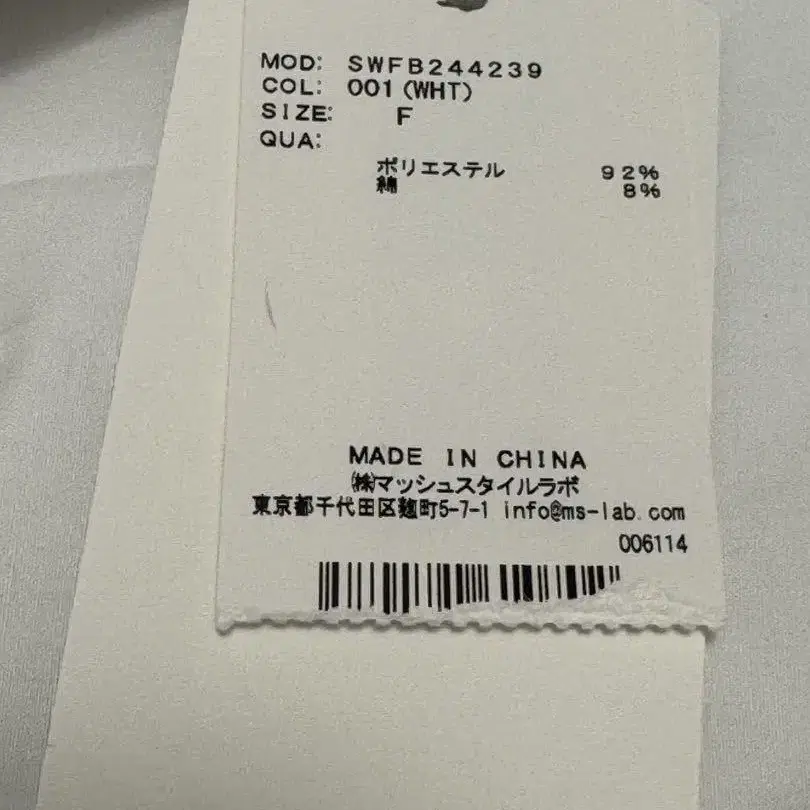 MOD: SWFB244239
COL: 001(WHT)
SIZE: F
QUA:
ポリエステル 92%
綿 8%
MADE IN CHINA
㈱マッシュスタイルラボ
東京都千代田区麹町5-7-1 info@ms-lab.com
006114